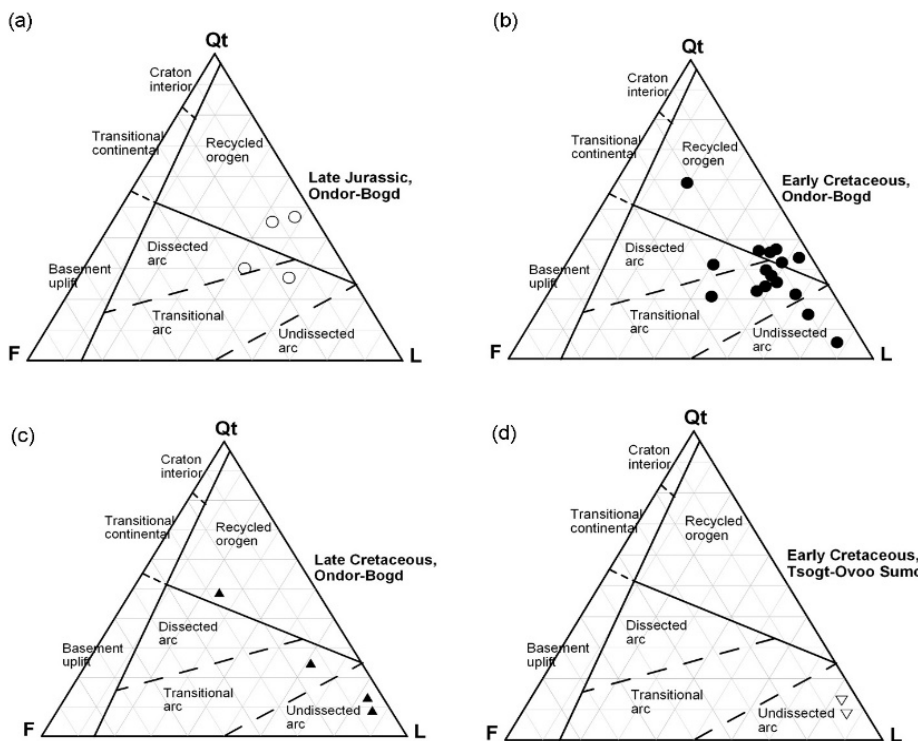 (a)
Qt
Craton
interior
Transitional
continental
Recycled
orogen
Late Jurassic,
Ondor-Bogd
Dissected
arc
Basement
uplift
Transitional
arc
Undissected
arc
F
L
(b)
Qt
Craton
interior
Transitional
continental
Recycled
orogen
Early Cretaceous,
Ondor-Bogd
Dissected
arc
Basement
uplift
Transitional
arc
Undissected
arc
F
L
(c)
Qt
Craton
interior
Transitional
continental
Recycled
orogen
Late Cretaceous,
Ondor-Bogd
Dissected
arc
Basement
uplift
Transitional
arc
Undissected
arc
F
L
(d)
Qt
Craton
interior
Transitional
continental
Recycled
orogen
Early Cretaceous,
Tsogt-Ovoo Sumo
Dissected
arc
Basement
uplift
Transitional
arc
Undissected
arc
F
L